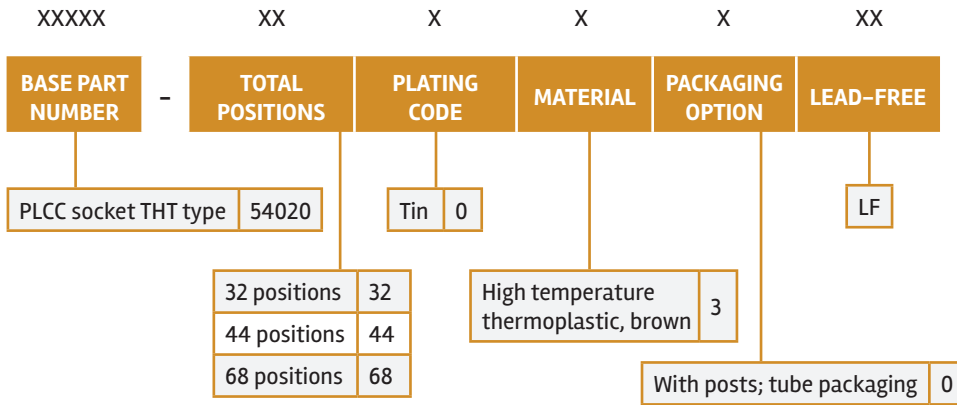 XXXXX XX X X X XX
BASE PART NUMBER - TOTAL POSITIONS PLATING CODE MATERIAL PACKAGING OPTION LEAD-FREE
PLCC socket THT type 54020
Tin 0
LF
32 positions 32
44 positions 44
68 positions 68
High temperature
thermoplastic, brown 3
With posts; tube packaging 0